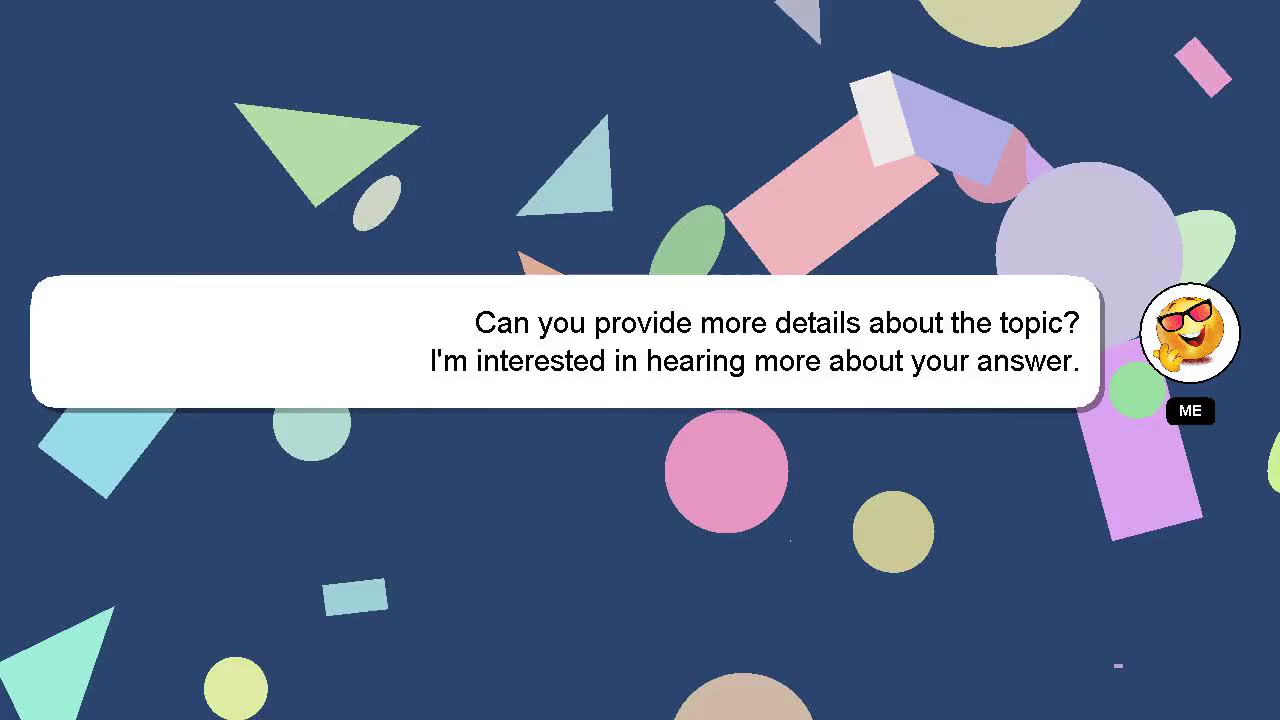 Can you provide more details about the topic?
I'm interested in hearing more about your answer.
ME